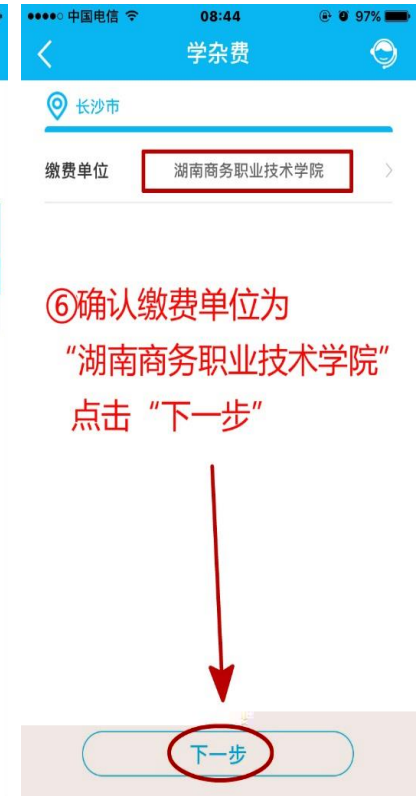 中国电信 08:44 97%
学杂费
长沙市
缴费单位 湖南商务职业技术学院
⑥确认缴费单位为
“湖南商务职业技术学院”
点击“下一步”
下一步